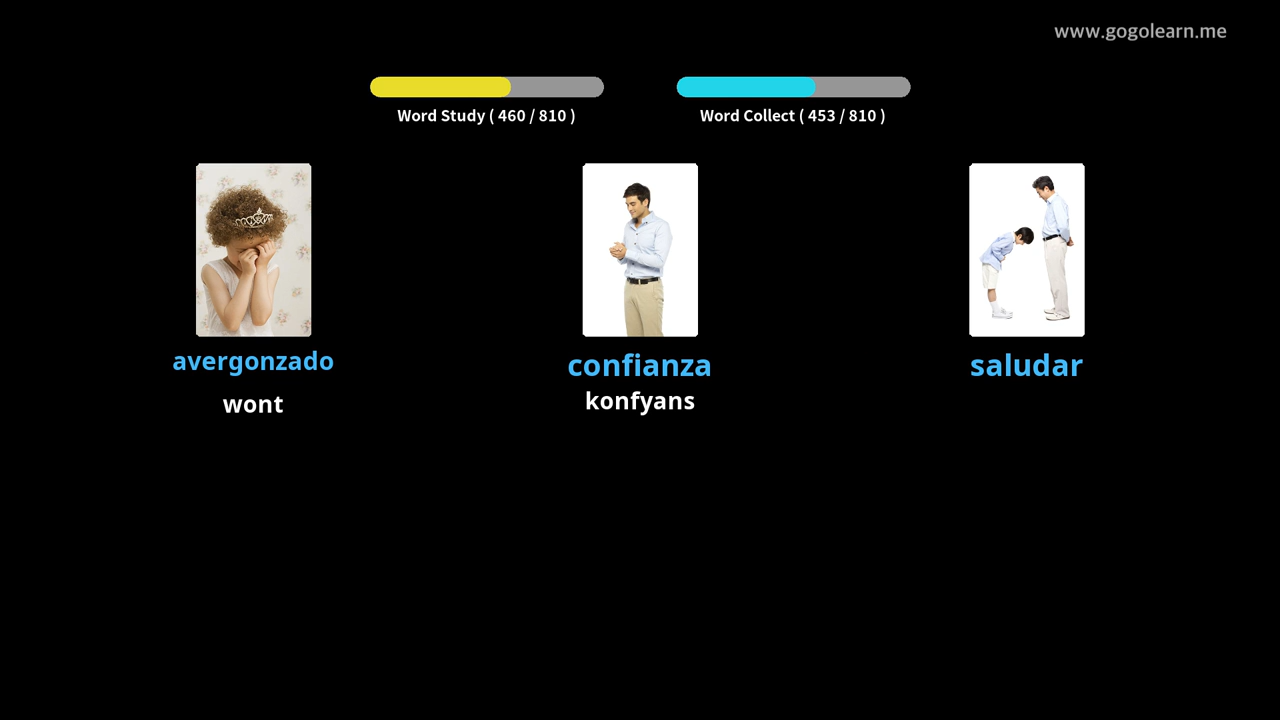 www.gogolearn.me
Word Study ( 460 / 810 )
Word Collect ( 453 / 810 )
avergonzado
confianza
saludar
wont
konfyans